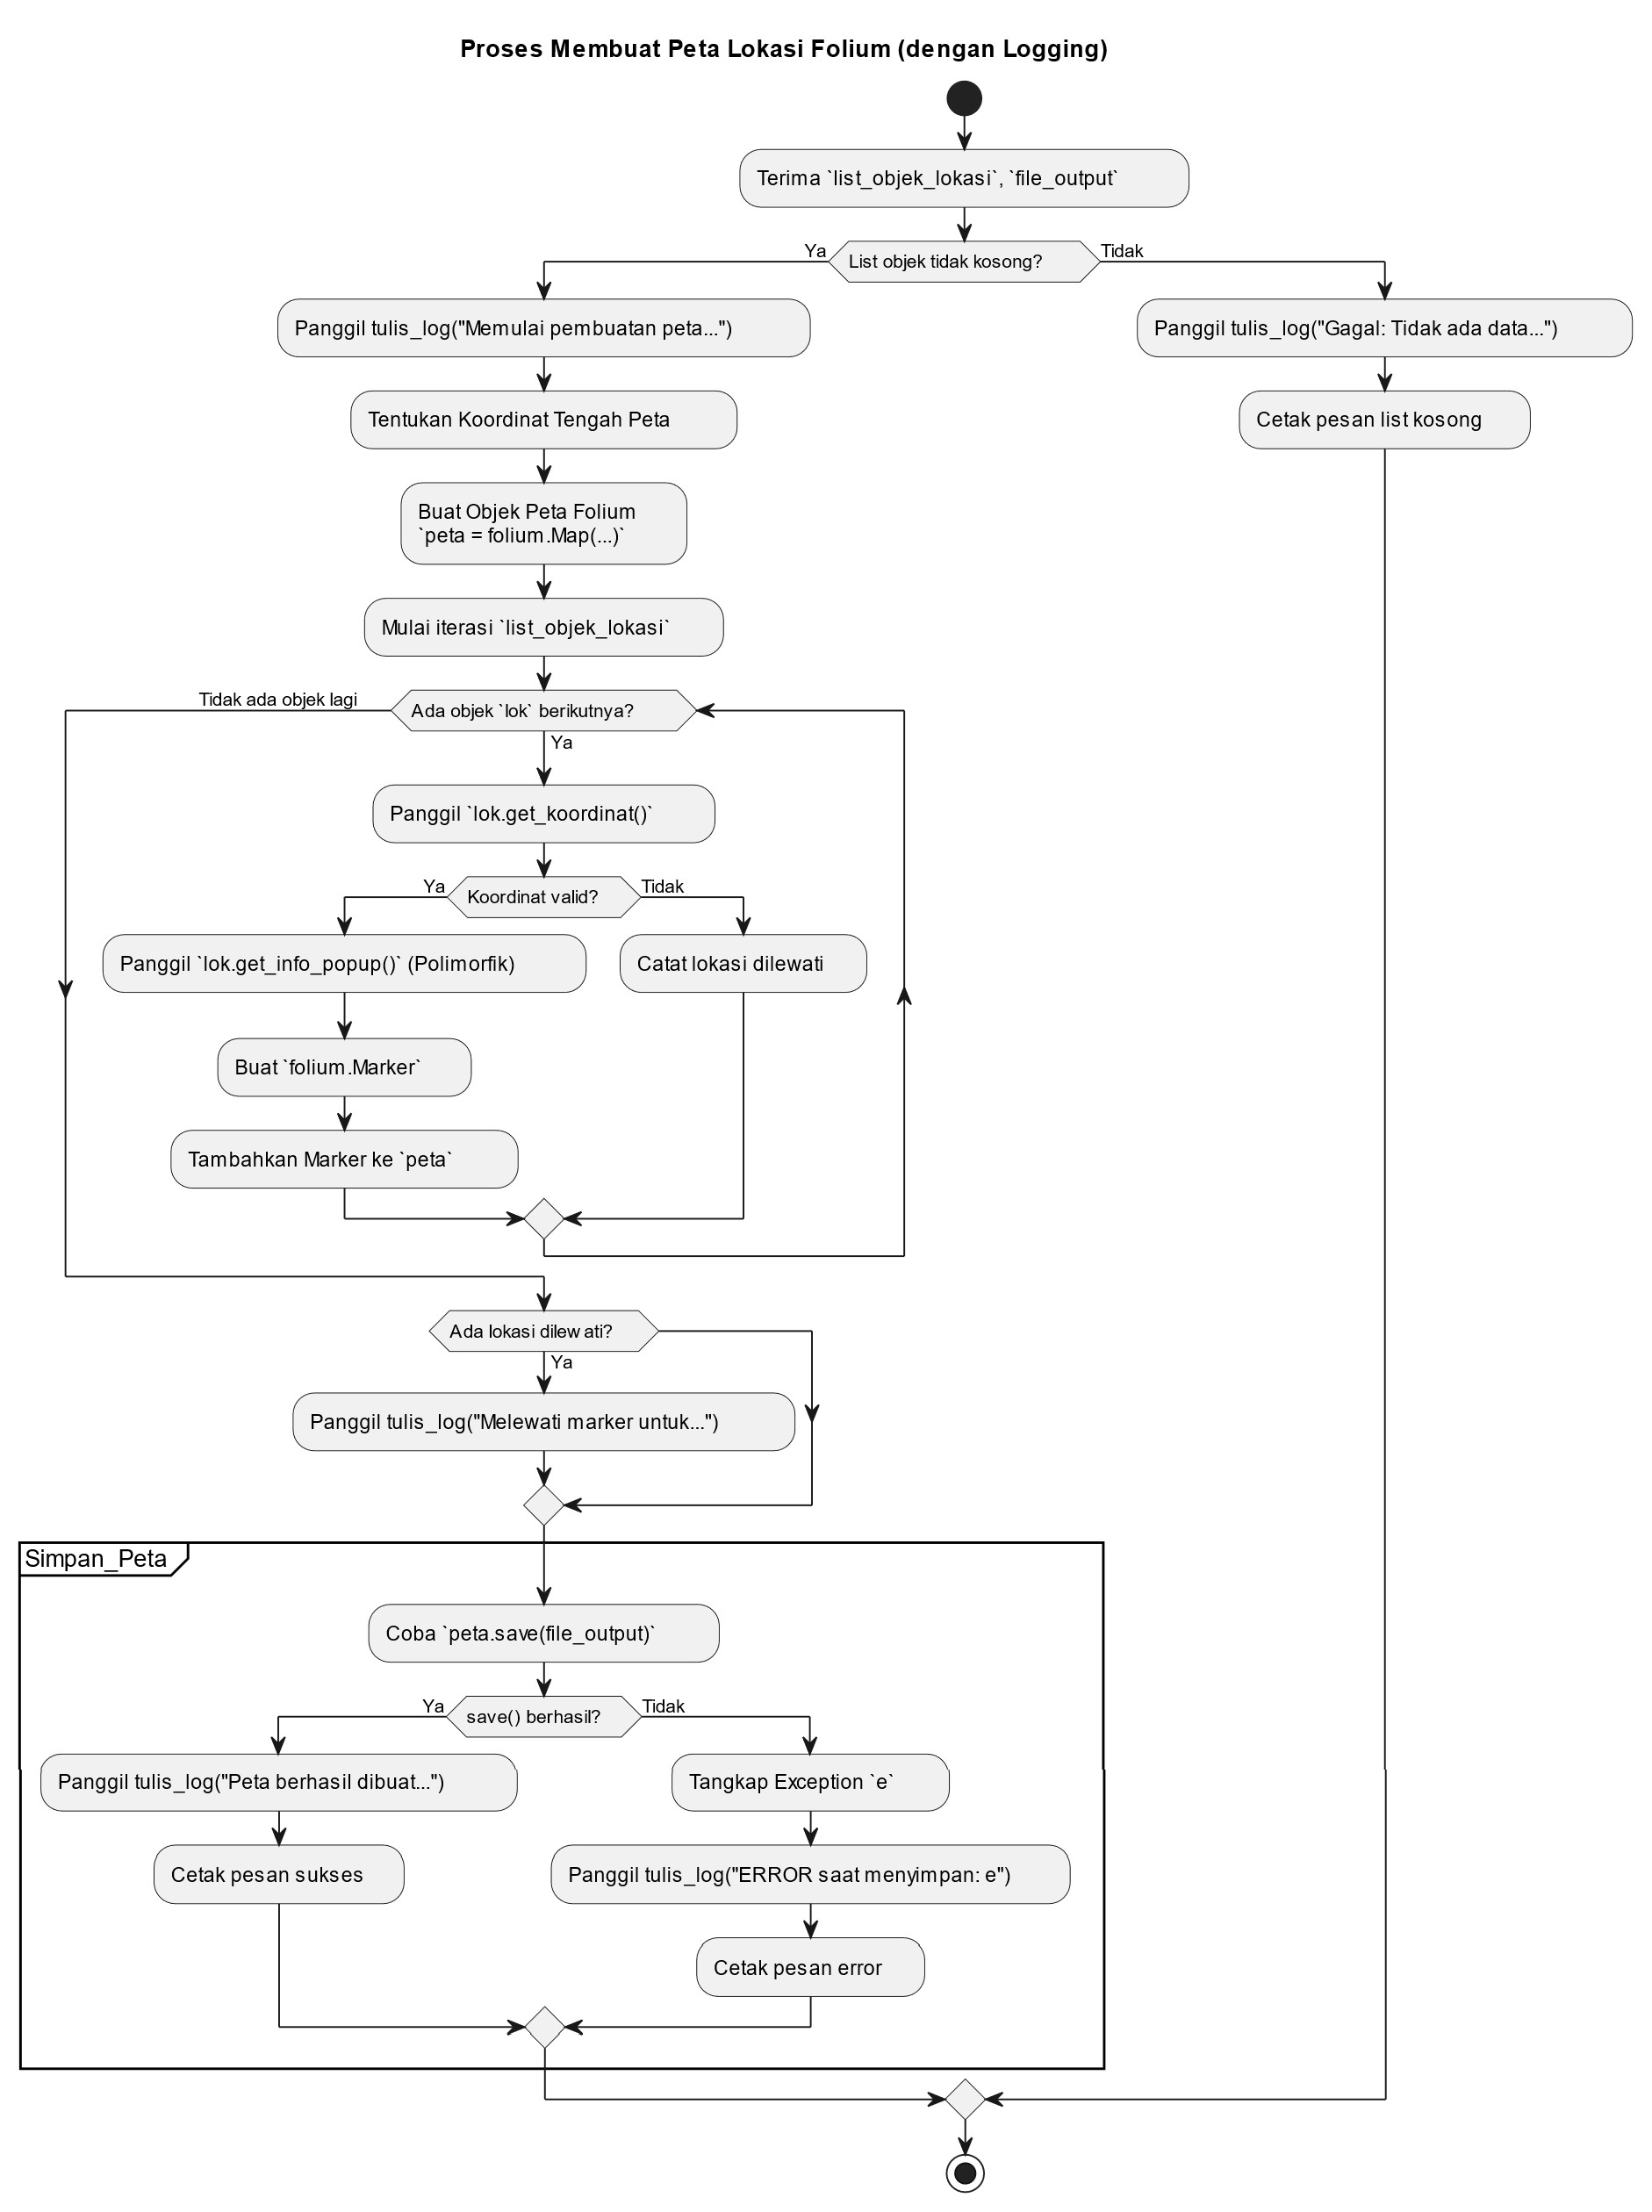 Proses Membuat Peta Lokasi Folium (dengan Logging)
Terima `list_objek_lokasi`, `file_output`
List objek tidak kosong?
Ya
Tidak
Panggil tulis_log("Memulai pembuatan peta...")
Panggil tulis_log("Gagal: Tidak ada data...")
Tentukan Koordinat Tengah Peta
Cetak pesan list kosong
Buat Objek Peta Folium
`peta = folium.Map(...)`
Mulai iterasi `list_objek_lokasi`
Tidak ada objek lagi
Ada objek `lok` berikutnya?
Ya
Panggil `lok.get_koordinat()`
Ya
Koordinat valid?
Tidak
Panggil `lok.get_info_popup()` (Polimorfik)
Catat lokasi dilewati
Buat `folium.Marker`
Tambahkan Marker ke `peta`
Ada lokasi dilewati?
Ya
Panggil tulis_log("Melewati marker untuk...")
Simpan_Peta
Coba `peta.save(file_output)`
Ya
save() berhasil?
Tidak
Panggil tulis_log("Peta berhasil dibuat...")
Tangkap Exception `e`
Cetak pesan sukses
Panggil tulis_log("ERROR saat menyimpan: e")
Cetak pesan error